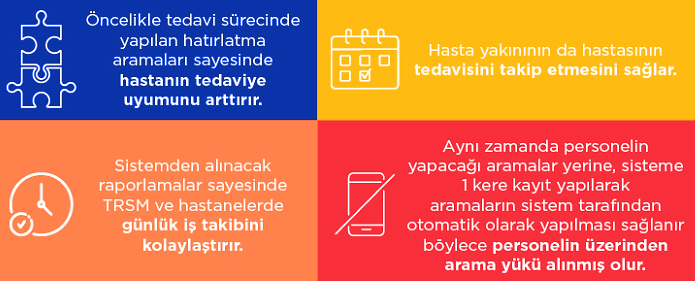 Öncelikle tedavi sürecinde
yapılan hatırlatma
aramaları sayesinde
hastanın tedaviye
uyumunu arttırır.
Hasta yakınının da hastasının
tedavisini takip etmesini sağlar.
Sistemden alınacak
raporlamalar sayesinde
TRSM ve hastanelerde
günlük iş takibini
kolaylaştırır.
Aynı zamanda personelin
yapacağı aramalar yerine, sisteme
1 kere kayıt yapılarak
aramaların sistem tarafından
otomatik olarak yapılması sağlanır
böylece personelin üzerinden
arama yükü alınmış olur.